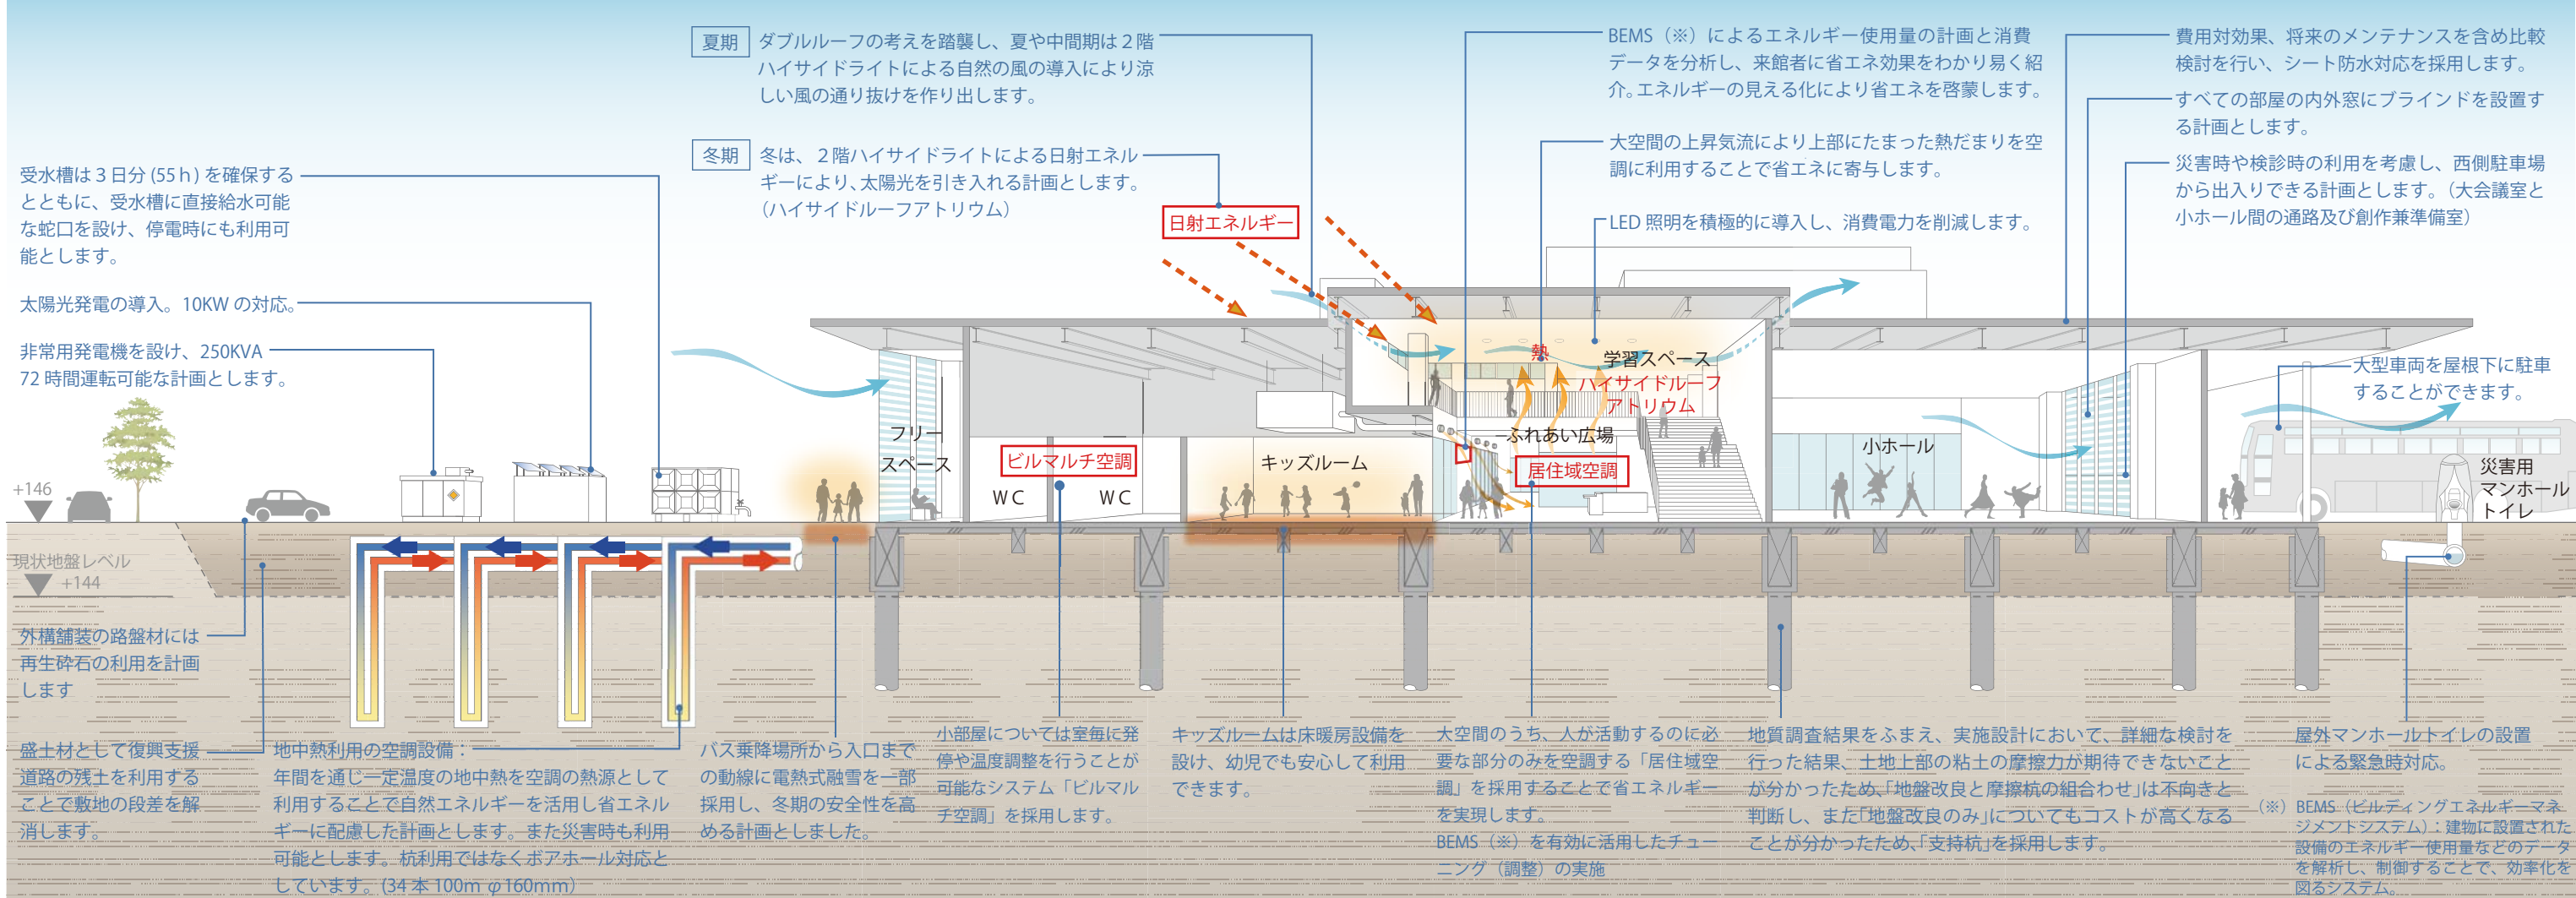 夏期
ダブルルーフの考えを踏襲し、夏や中間期は２階
ハイサイドライトによる自然の風の導入により涼
しい風の通り抜けを作り出します。
冬期
冬は、２階ハイサイドライトによる日射エネル
ギーにより、太陽光を引き入れる計画とします。
（ハイサイドルーフアトリウム）
日射エネルギー
BEMS（※）によるエネルギー使用量の計画と消費
データを分析し、来館者に省エネ効果をわかり易く紹
介。エネルギーの見える化により省エネを啓蒙します。
大空間の上昇気流により上部にたまった熱だまりを空
調に利用することで省エネに寄与します。
LED 照明を積極的に導入し、消費電力を削減します。
費用対効果、将来のメンテナンスを含め比較
検討を行い、シート防水対応を採用します。
すべての部屋の内外窓にブラインドを設置す
る計画とします。
災害時や検診時の利用を考慮し、西側駐車場
から出入りできる計画とします。（大会議室と
小ホール間の通路及び創作兼準備室）
受水槽は３日分 (55ｈ) を確保する
とともに、受水槽に直接給水可能
な蛇口を設け、停電時にも利用可
能とします。
太陽光発電の導入。10KW の対応。
非常用発電機を設け、250KVA
72 時間運転可能な計画とします。
熱
学習スペース
ハイサイドルーフ
アトリウム
大型車両を屋根下に駐車
することができます。
フリー
スペース
ビルマルチ空調
WC
WC
キッズルーム
ふれあい広場
居住域空調
小ホール
災害用
マンホール
トイレ
+146
現状地盤レベル
+144
外構舗装の路盤材には
再生砕石の利用を計画
します
盛土材として復興支援
道路の残土を利用する
ことで敷地の段差を解
消します。
地中熱利用の空調設備：
年間を通じ一定温度の地中熱を空調の熱源として
利用することで自然エネルギーを活用し省エネル
ギーに配慮した計画とします。また災害時も利用
可能とします。杭利用ではなくボアホール対応と
しています。(34 本 100m φ160mm）
バス乗降場所から入口まで
の動線に電熱式融雪を一部
採用し、冬期の安全性を高
める計画としました。
小部屋については室毎に発
停や温度調整を行うことが
可能なシステム「ビルマル
チ空調」を採用します。
キッズルームは床暖房設備を
設け、幼児でも安心して利用
できます。
大空間のうち、人が活動するのに必
要な部分のみを空調する「居住域空
調」を採用することで省エネルギー
を実現します。
BEMS（※）を有効に活用したチュー
ニング（調整）の実施
地質調査結果をふまえ、実施設計において、詳細な検討を
行った結果、土地上部の粘土の摩擦力が期待できないこと
が分かったため、「地盤改良と摩擦杭の組合わせ」は不向きと
判断し、また「地盤改良のみ」についてもコストが高くなる
ことが分かったため、「支持杭」を採用します。
屋外マンホールトイレの設置
による緊急時対応。
（※）BEMS（ビルディングエネルギーマネ
ジメントシステム）：建物に設置された
設備のエネルギー使用量などのデータ
を解析し、制御することで、効率化を
図るシステム。